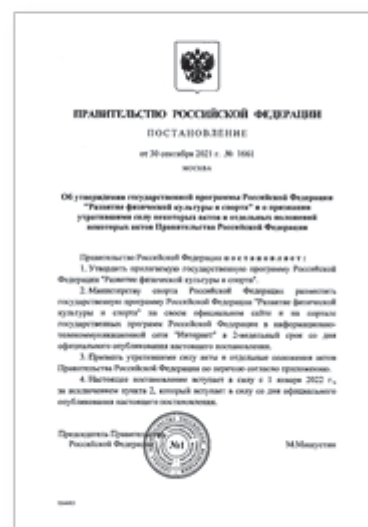 ПРАВИТЕЛЬСТВО РОССИЙСКОЙ ФЕДЕРАЦИИ
ПОСТАНОВЛЕНИЕ
от 30 сентября 2021 г. № 1661
МОСКВА
Об утверждении государственной программы Российской Федерации
"Развитие физической культуры и спорта" и о признании
утратившими силу некоторых актов и отдельных положений
некоторых актов Правительства Российской Федерации
Правительство Российской Федерации постановляет:
1. Утвердить прилагаемую государственную программу Российской
Федерации "Развитие физической культуры и спорта".
2. Министерству спорта Российской Федерации разместить
государственную программу Российской Федерации "Развитие физической
культуры и спорта" на своем официальном сайте и на портале
государственных программ Российской Федерации в информационно-
телекоммуникационной сети "Интернет" в 2-недельный срок со дня
официального опубликования настоящего постановления.
3. Признать утратившими силу акты и отдельные положения актов
Правительства Российской Федерации по перечню согласно приложению.
4. Настоящее постановление вступает в силу с 1 января 2022 г.,
за исключением пункта 2, который вступает в силу со дня официального
опубликования настоящего постановления.
Председатель Правительства
Российской Федерации
№1
М.Мишустин